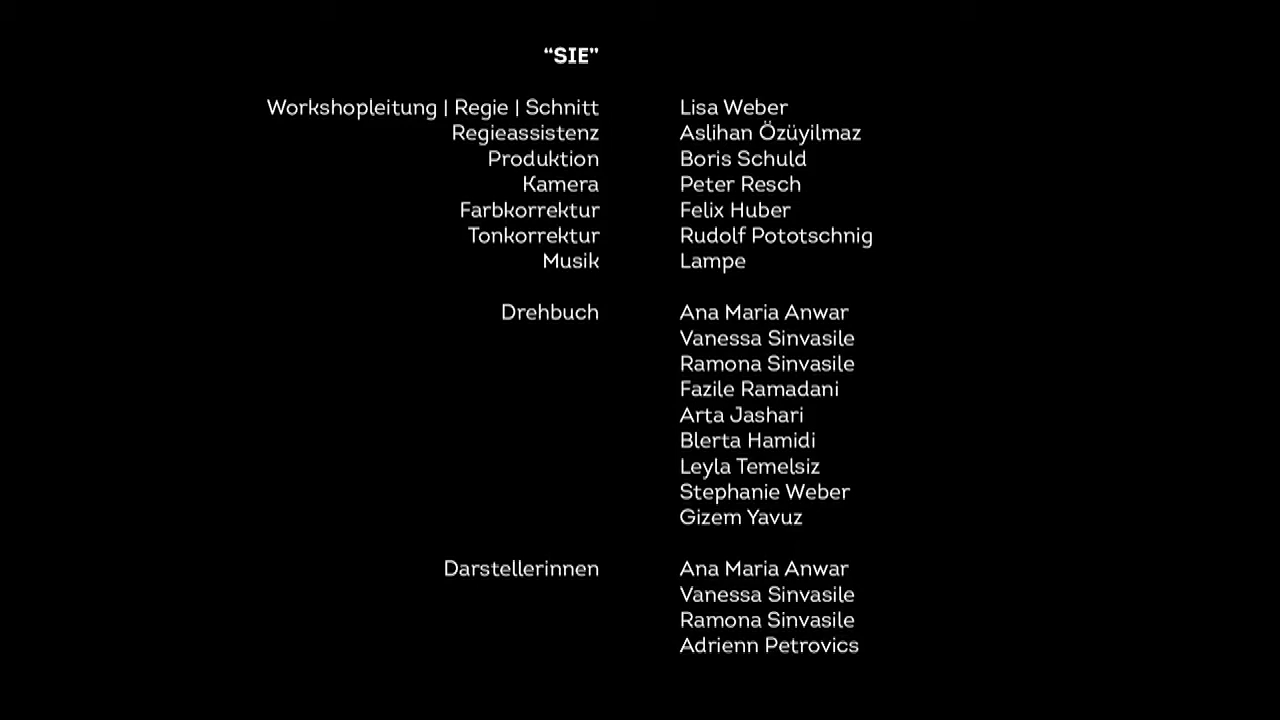 “SIE”
Workshopleitung | Regie | Schnitt Lisa Weber
Regieassistenz Aslihan Özüyilmaz
Produktion Boris Schuld
Kamera Peter Resch
Farbkorrektur Felix Huber
Tonkorrektur Rudolf Pototschnig
Musik Lampe
Drehbuch Ana Maria Anwar
Vanessa Sinvasile
Ramona Sinvasile
Fazile Ramadani
Arta Jashari
Blerta Hamidi
Leyla Temelsiz
Stephanie Weber
Gizem Yavuz
Darstellerinnen Ana Maria Anwar
Vanessa Sinvasile
Ramona Sinvasile
Adrienn Petrovics